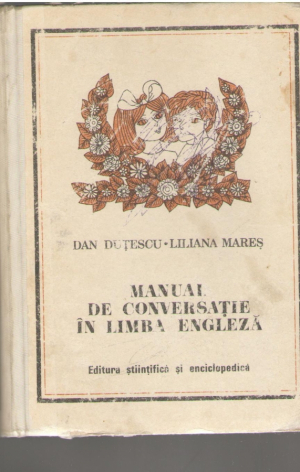 DAN DUȚESCU • LILIANA MAREȘ
MANUAL
DE CONVERSAȚIE
ÎN LIMBA ENGLEZĂ
Editura științifică și enciclopedică